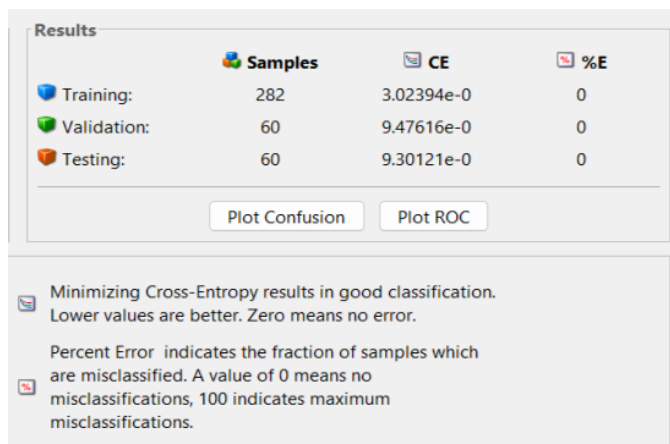 Results
Samples CE %E
Training: 282 3.02394e-0 0
Validation: 60 9.47616e-0 0
Testing: 60 9.30121e-0 0
Plot Confusion Plot ROC
Minimizing Cross-Entropy results in good classification.
Lower values are better. Zero means no error.
Percent Error indicates the fraction of samples which
are misclassified. A value of 0 means no
misclassifications, 100 indicates maximum
misclassifications.